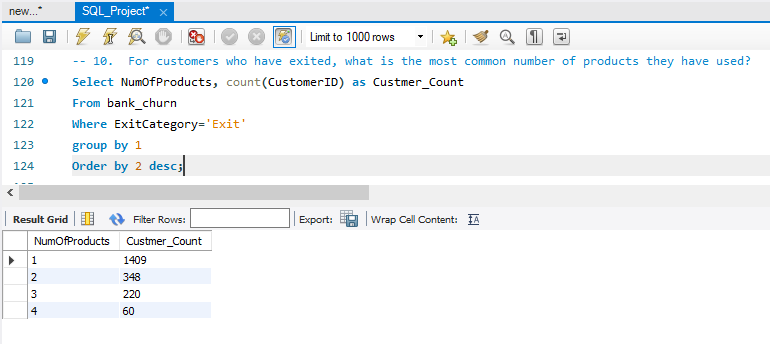 new...*
SQL_Project*
Limit to 1000 rows
119 -- 10. For customers who have exited, what is the most common number of products they have used?
120 Select NumOfProducts, count(CustomerID) as Custmer_Count
121 From bank_churn
122 Where ExitCategory='Exit'
123 group by 1
124 Order by 2 desc;
Result Grid
Filter Rows:
Export:
Wrap Cell Content:
NumOfProducts Custmer_Count
1 1409
2 348
3 220
4 60